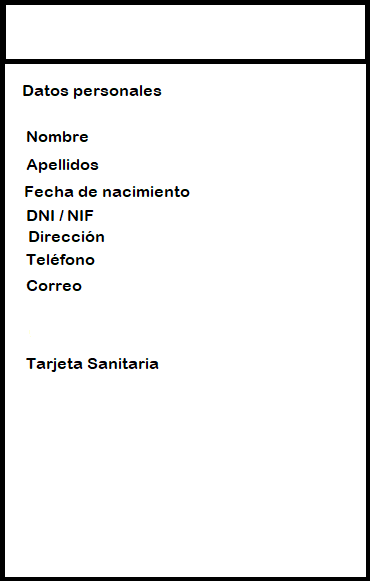 Datos personales
Nombre
Apellidos
Fecha de nacimiento
DNI / NIF
Dirección
Teléfono
Correo
Tarjeta Sanitaria